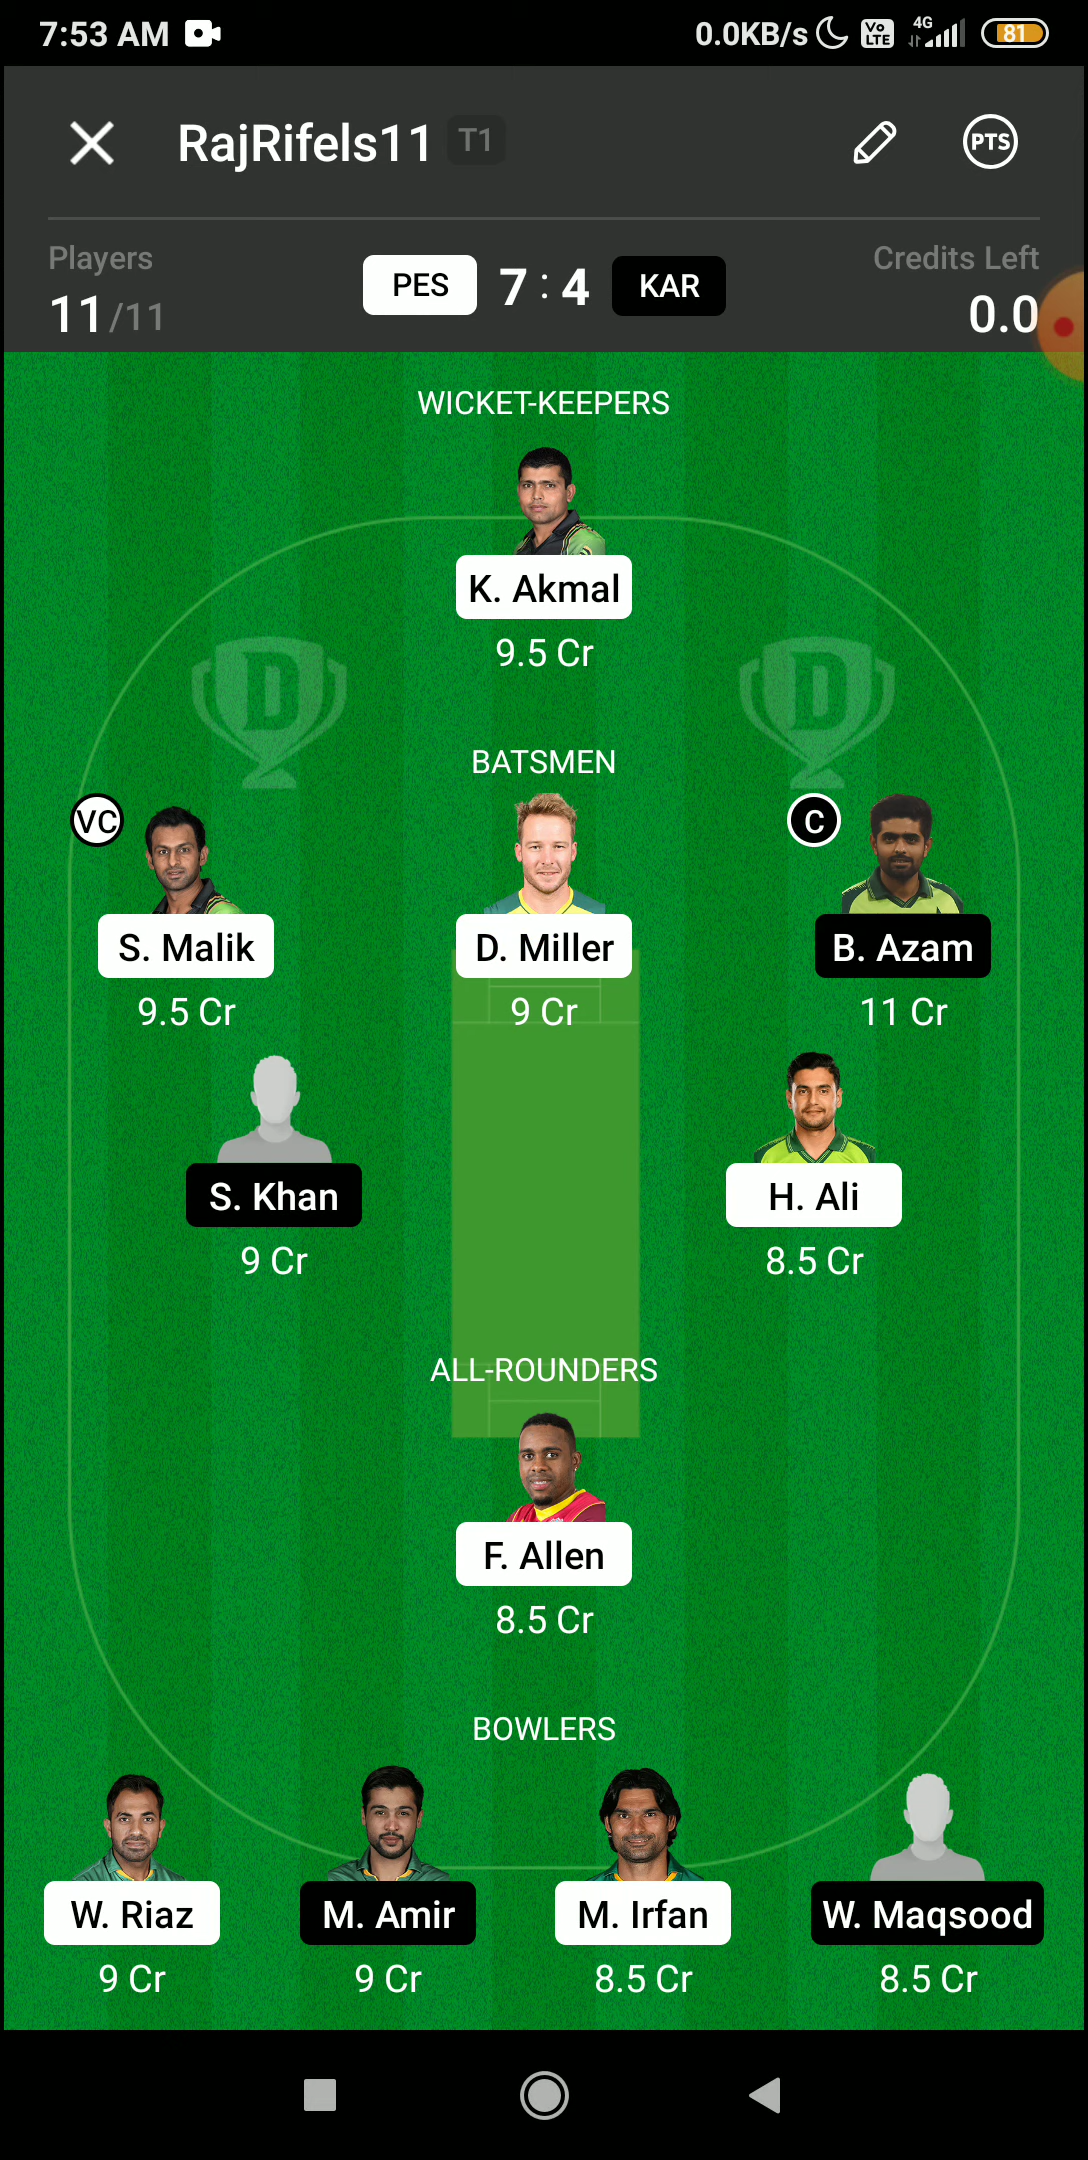 7:53 AM 0.0KB/s Vo LTE 4G 81
RajRifels11 T1 PTS
Players Credits Left
PES 7 : 4 KAR
11/11 0.0
WICKET-KEEPERS
K. Akmal
9.5 Cr
D D
BATSMEN
VC C
S. Malik D. Miller B. Azam
9.5 Cr 9 Cr 11 Cr
S. Khan H. Ali
9 Cr 8.5 Cr
ALL-ROUNDERS
F. Allen
8.5 Cr
BOWLERS
W. Riaz M. Amir M. Irfan W. Maqsood
9 Cr 9 Cr 8.5 Cr 8.5 Cr